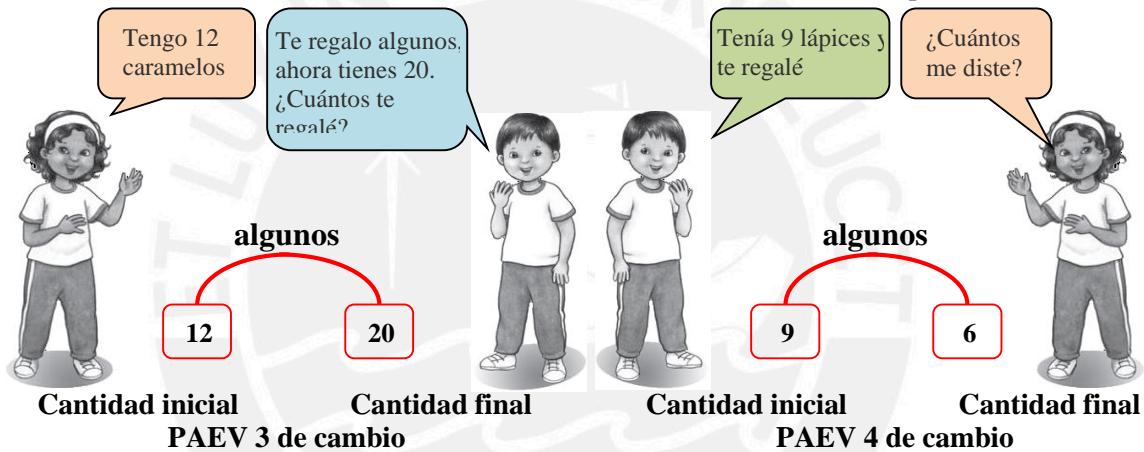 Tengo 12
caramelos
Te regalo algunos,
ahora tienes 20.
¿Cuántos te
regalé?
Tenía 9 lápices y
te regalé
¿Cuántos
me diste?
algunos
12
20
Cantidad inicial
Cantidad final
PAEV 3 de cambio
algunos
9
6
Cantidad inicial
Cantidad final
PAEV 4 de cambio